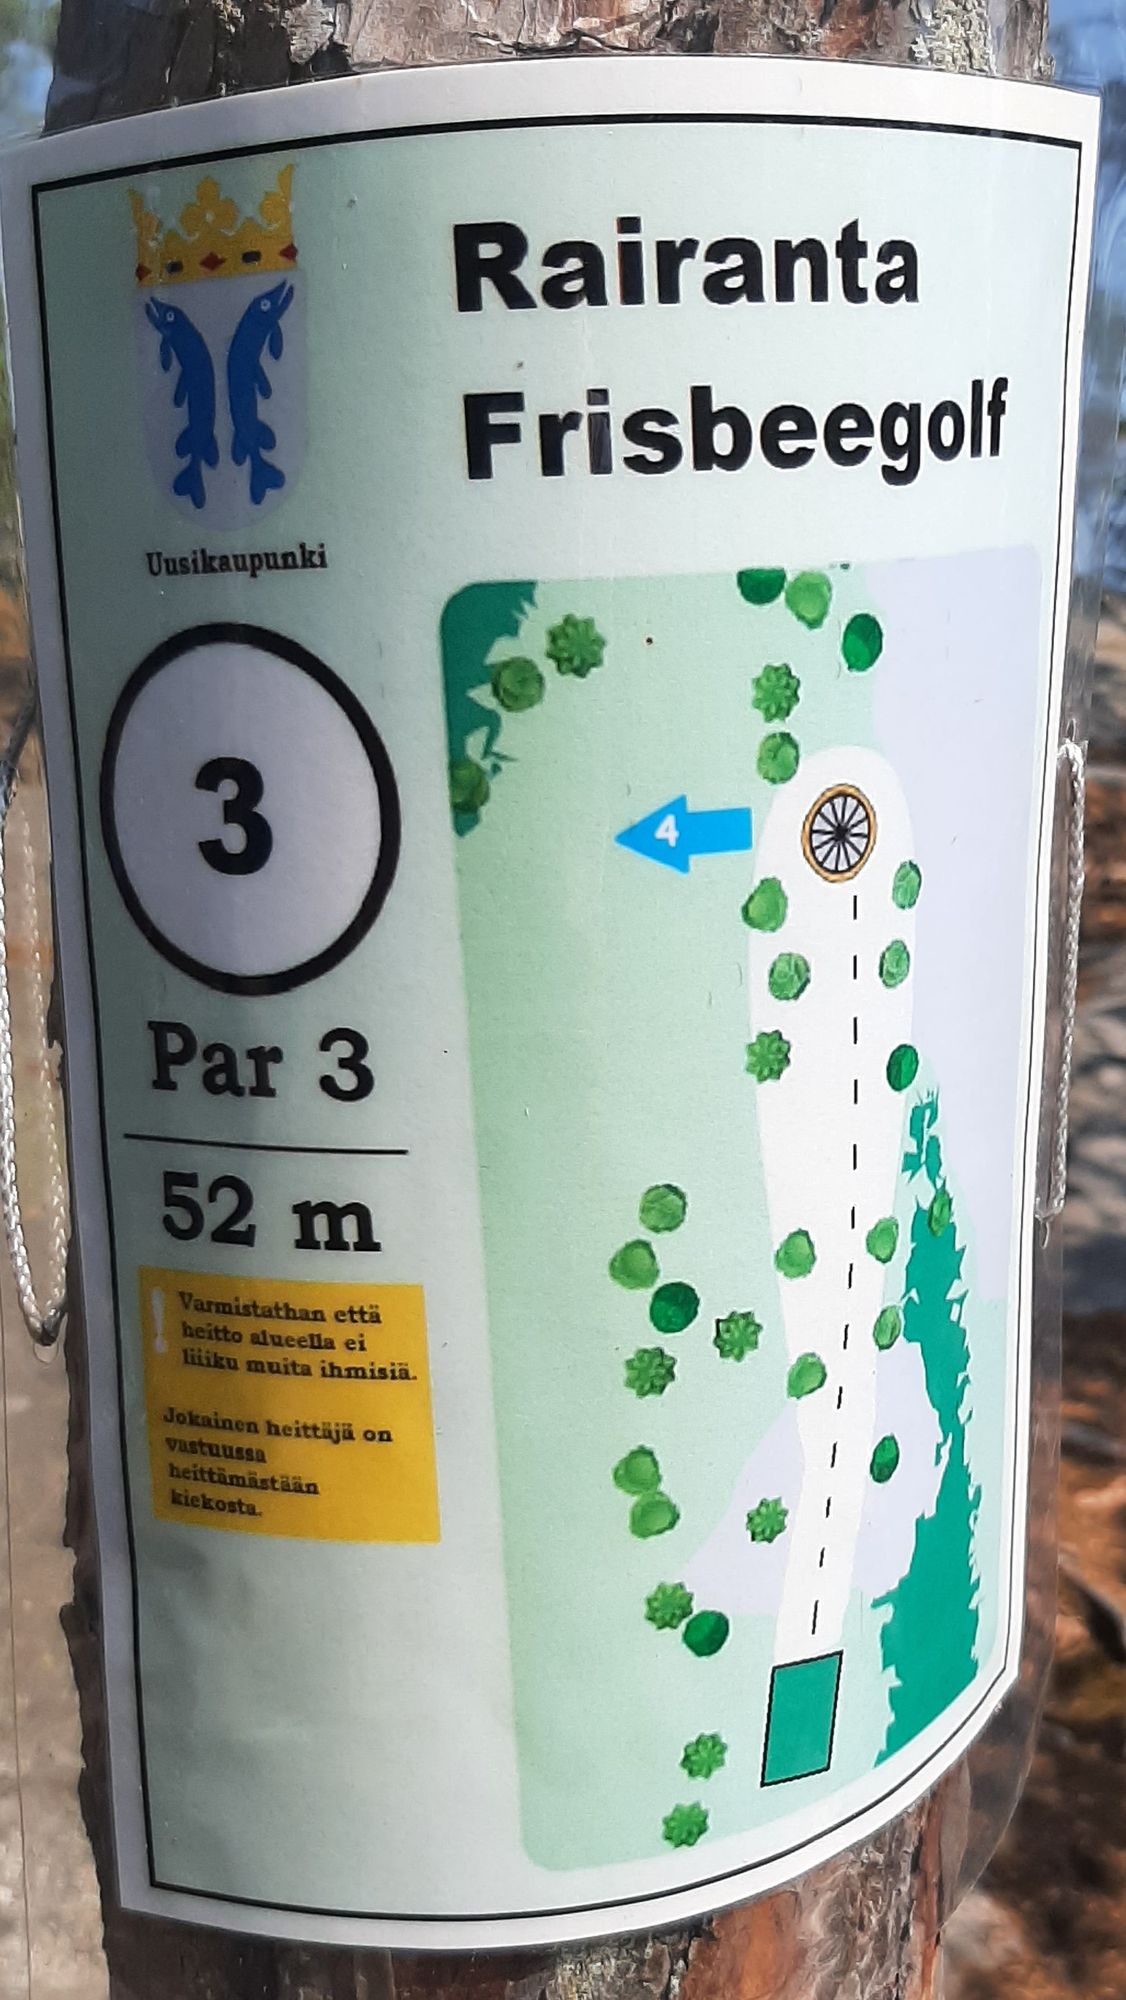 Rairanta
Frisbeegolf
Uusikaupunki
3
Par 3
52 m
! Varmistathan että
heitto alueella ei
liiiku muita ihmisiä.
Jokainen heittäjä on
vastuussa
heittämästään
kiekosta.
4